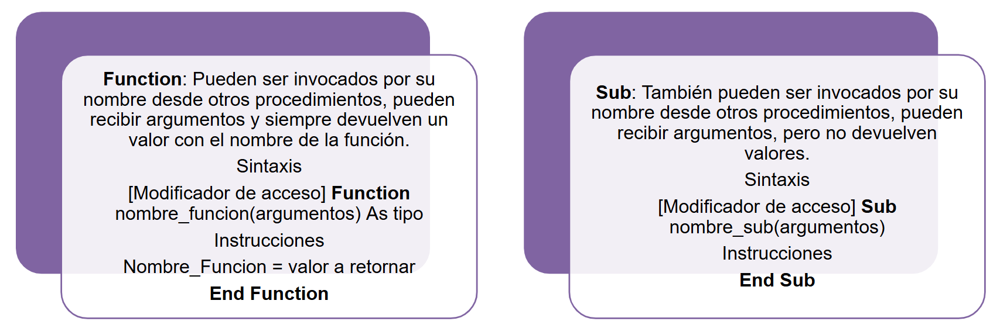 Function: Pueden ser invocados por su
nombre desde otros procedimientos, pueden
recibir argumentos y siempre devuelven un
valor con el nombre de la función.
Sintaxis
[Modificador de acceso] Function
nombre_funcion(argumentos) As tipo
Instrucciones
Nombre_Funcion = valor a retornar
End Function
Sub: También pueden ser invocados por su
nombre desde otros procedimientos, pueden
recibir argumentos, pero no devuelven
valores.
Sintaxis
[Modificador de acceso] Sub
nombre_sub(argumentos)
Instrucciones
End Sub